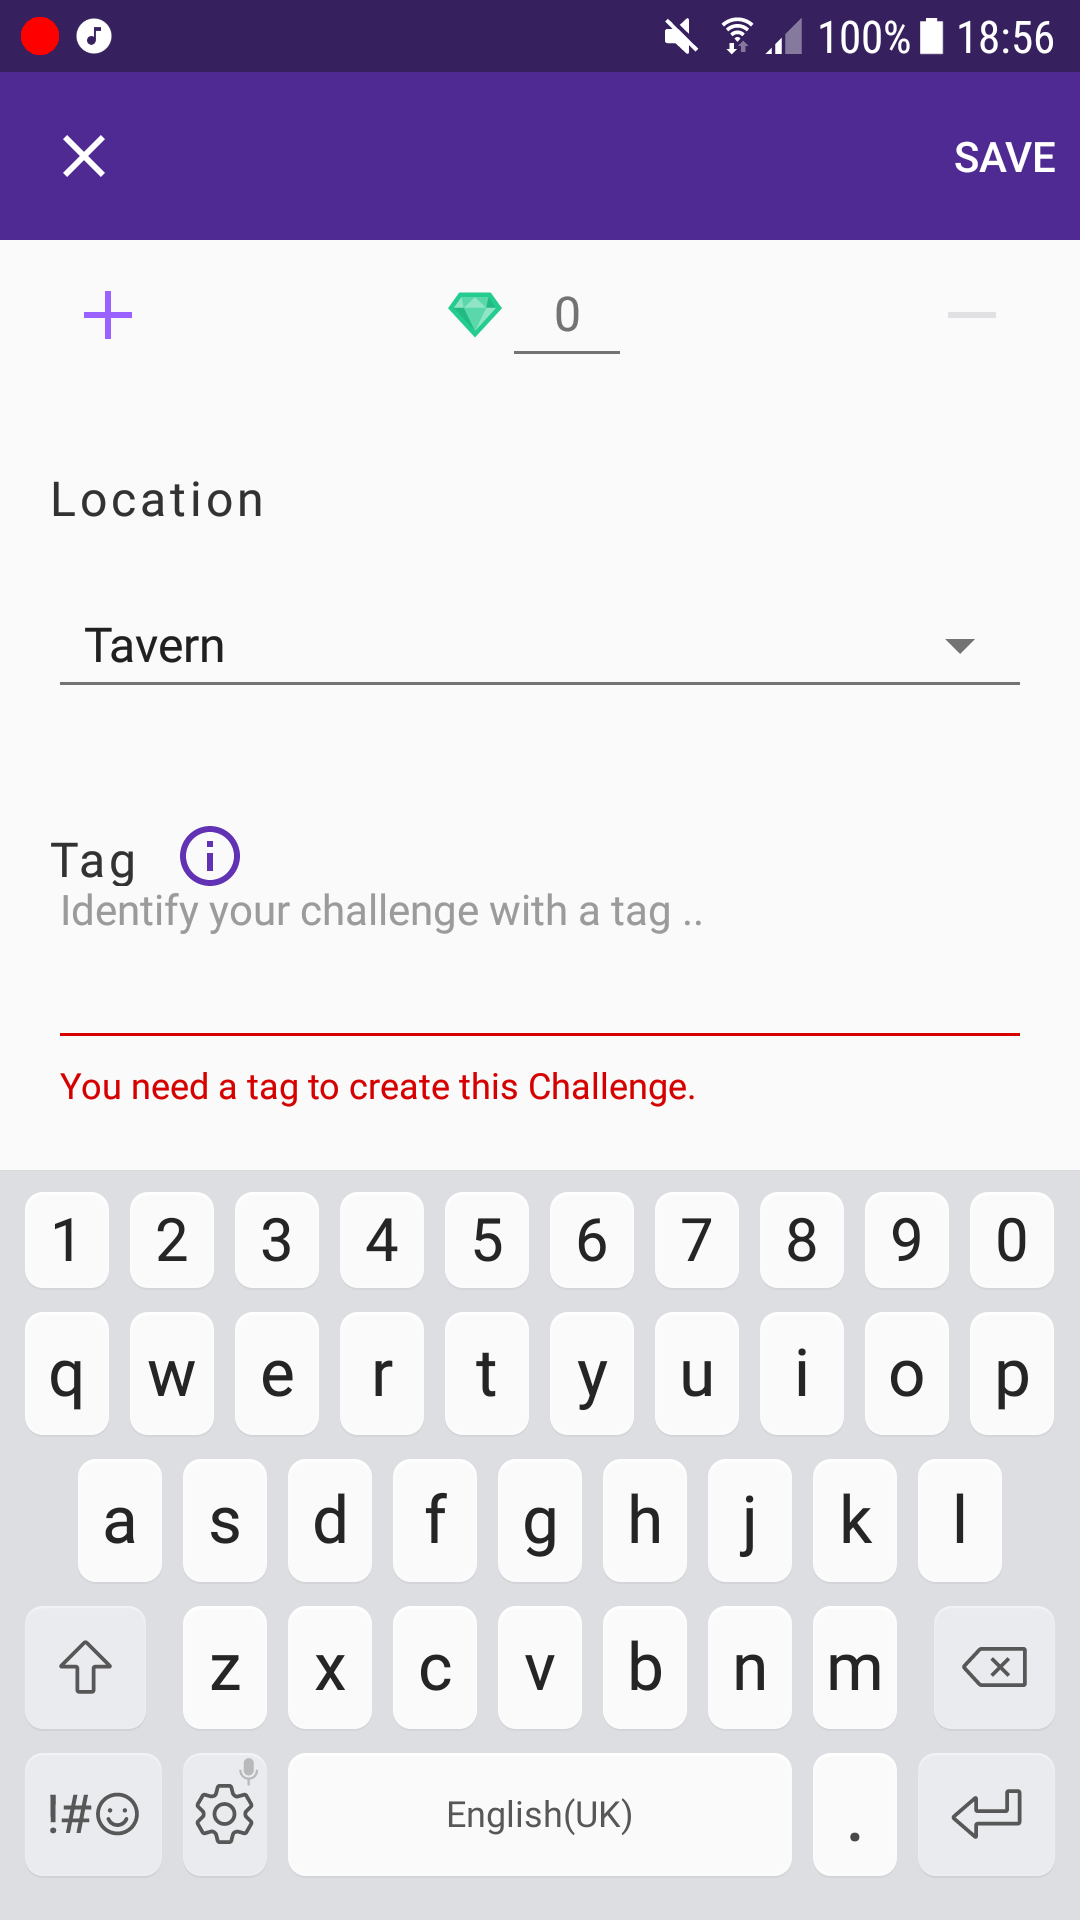 100% 18:56
SAVE
0
Location
Tavern
Tag
Identify your challenge with a tag ..
You need a tag to create this Challenge.
1 2 3 4 5 6 7 8 9 0
q w e r t y u i o p
a s d f g h j k l
z x c v b n m
!#☺ English(UK) .